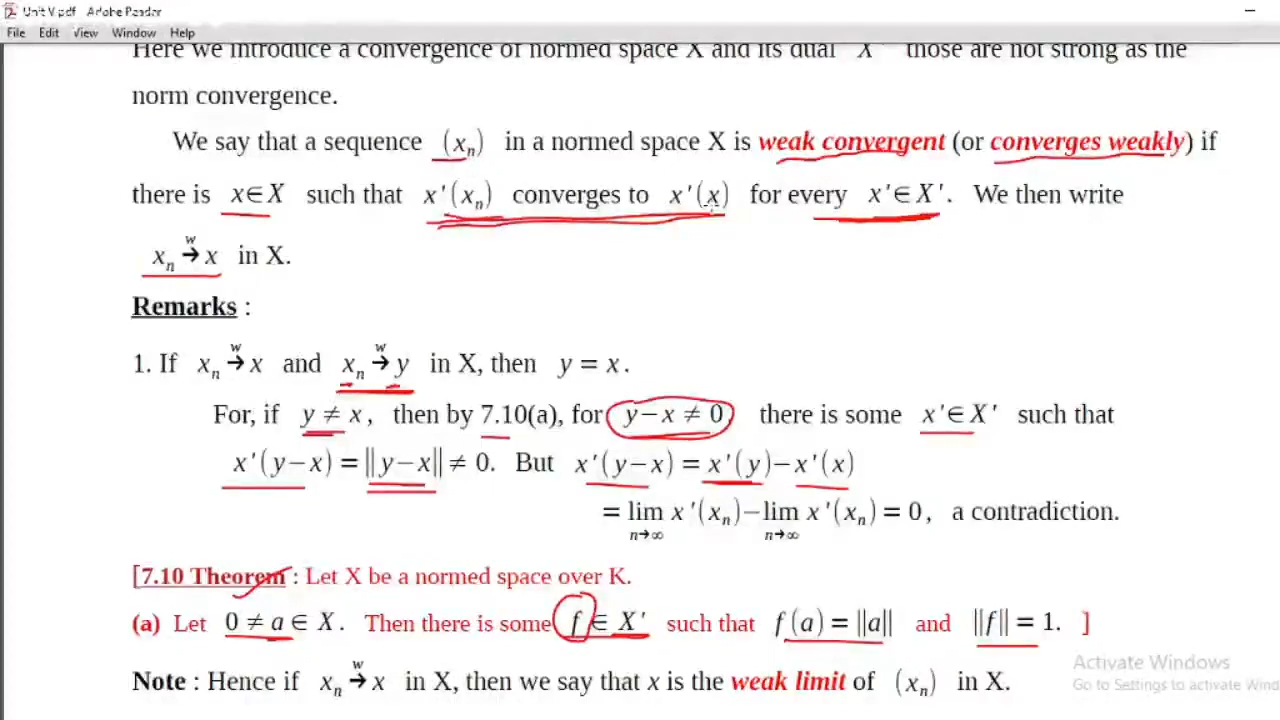 Unit V.pdf - Adobe Reader
File Edit View Window Help
Here we introduce a convergence of normed space X and its dual X' those are not strong as the
norm convergence.
We say that a sequence (xₙ) in a normed space X is weak convergent (or converges weakly) if
there is x∈X such that x'(xₙ) converges to x'(x) for every x'∈X'. We then write
xₙ →ʷ x in X.
Remarks :
1. If xₙ →ʷ x and xₙ →ʷ y in X, then y = x.
For, if y ≠ x, then by 7.10(a), for y−x ≠ 0 there is some x'∈X' such that
x'(y−x) = ||y−x|| ≠ 0. But x'(y−x) = x'(y)−x'(x)
= lim x'(xₙ) − lim x'(xₙ) = 0, a contradiction.
n→∞ n→∞
[7.10 Theorem : Let X be a normed space over K.
(a) Let 0 ≠ a ∈ X. Then there is some f ∈ X' such that f(a) = ||a|| and ||f|| = 1. ]
Note : Hence if xₙ →ʷ x in X, then we say that x is the weak limit of (xₙ) in X.
Activate Windows
Go to Settings to activate Wind